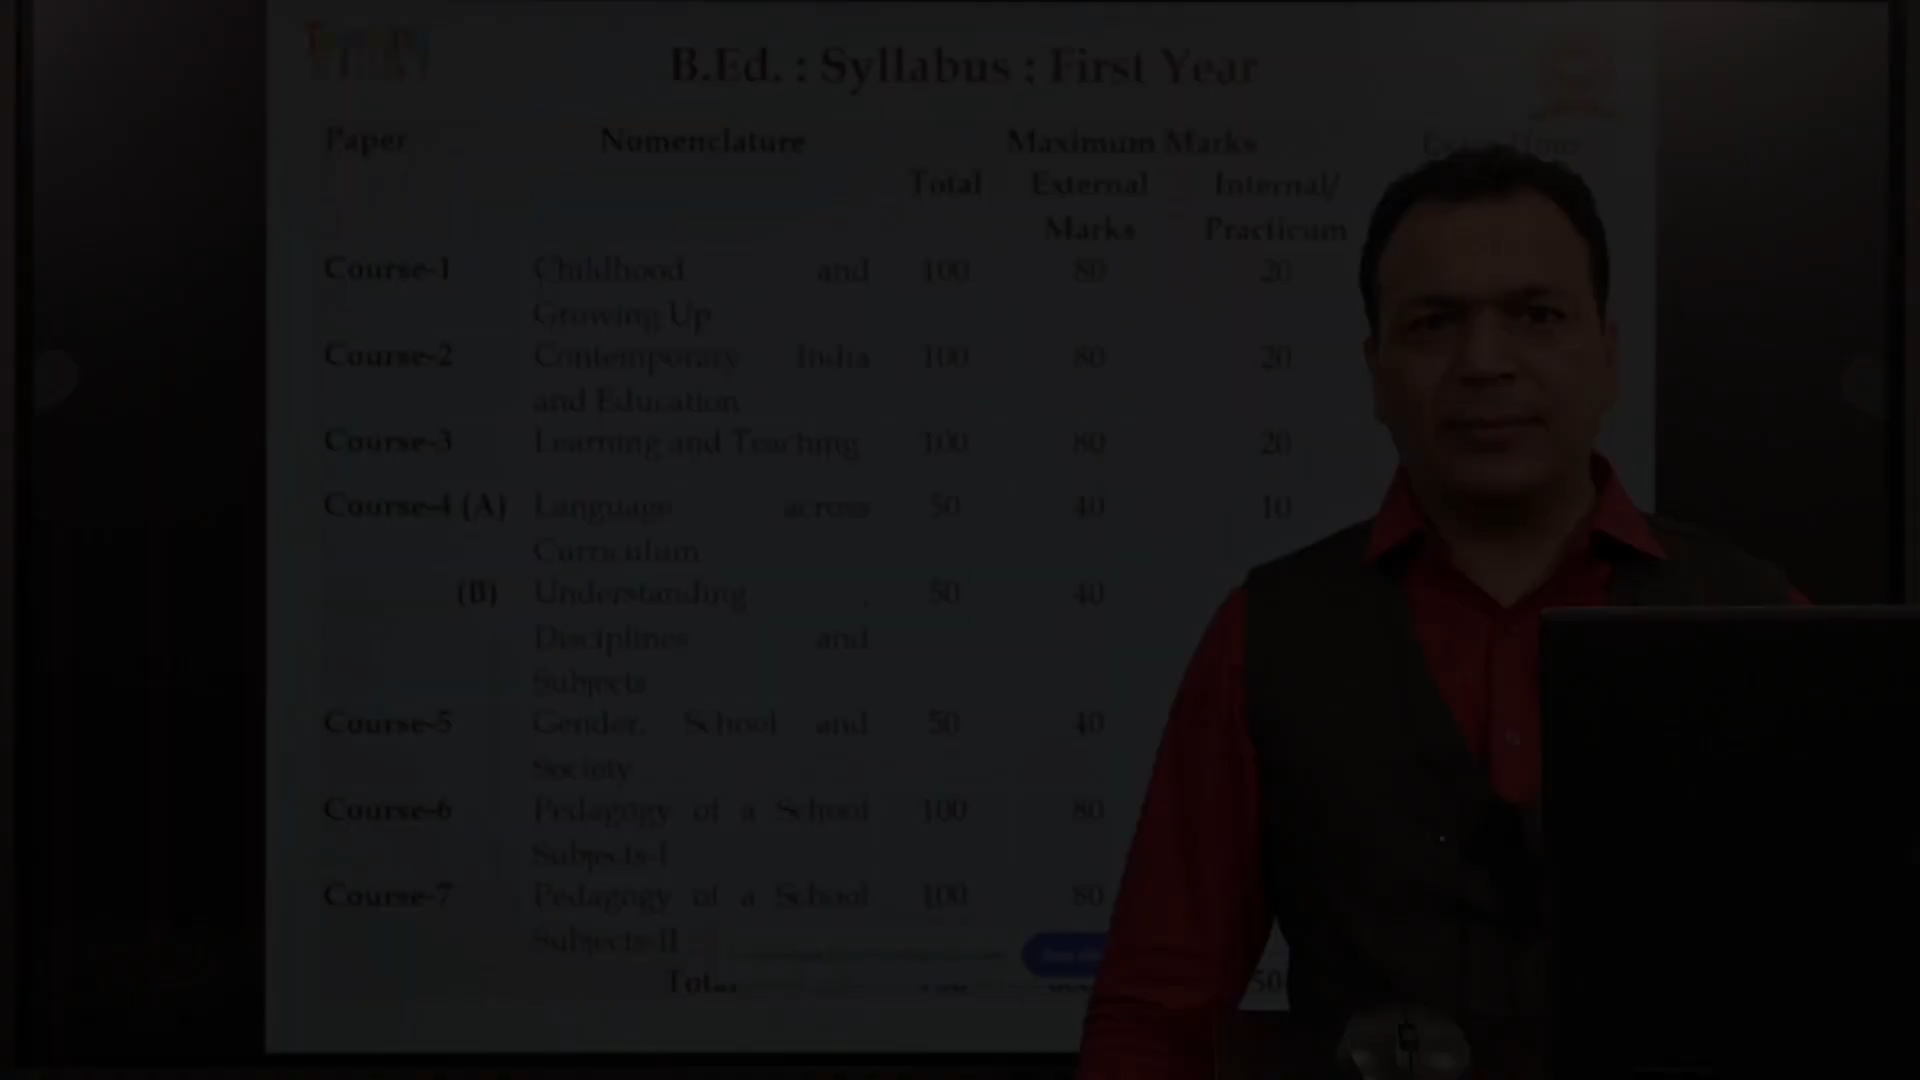 B.Ed. : Syllabus : First Year
Paper Nomenclature Maximum Marks Exam Hour
Total External Internal/
Marks Practicum
Course-1 Childhood and 100 80 20
Growing Up
Course-2 Contemporary India 100 80 20
and Education
Course-3 Learning and Teaching 100 80 20
Course-4 (A) Language across 50 40 10
Curriculum
(B) Understanding 50 40
Disciplines and
Subjects
Course-5 Gender, School and 50 40
Society
Course-6 Pedagogy of a School 100 80
Subjects-I
Course-7 Pedagogy of a School 100 80
Subjects-II